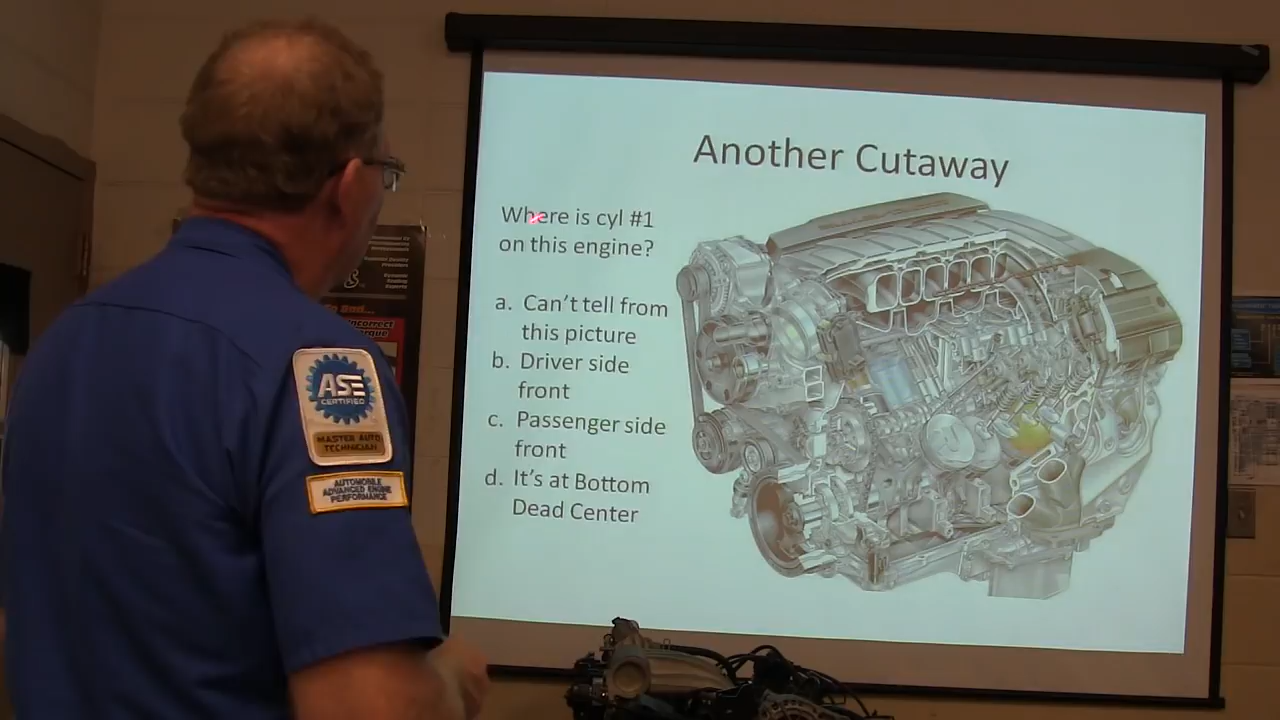 Another Cutaway
Where is cyl #1
on this engine?
a. Can't tell from
this picture
b. Driver side
front
c. Passenger side
front
d. It's at Bottom
Dead Center
ASE
CERTIFIED
MASTER AUTO
TECHNICIAN
AUTOMOBILE
ADVANCED ENGINE
PERFORMANCE